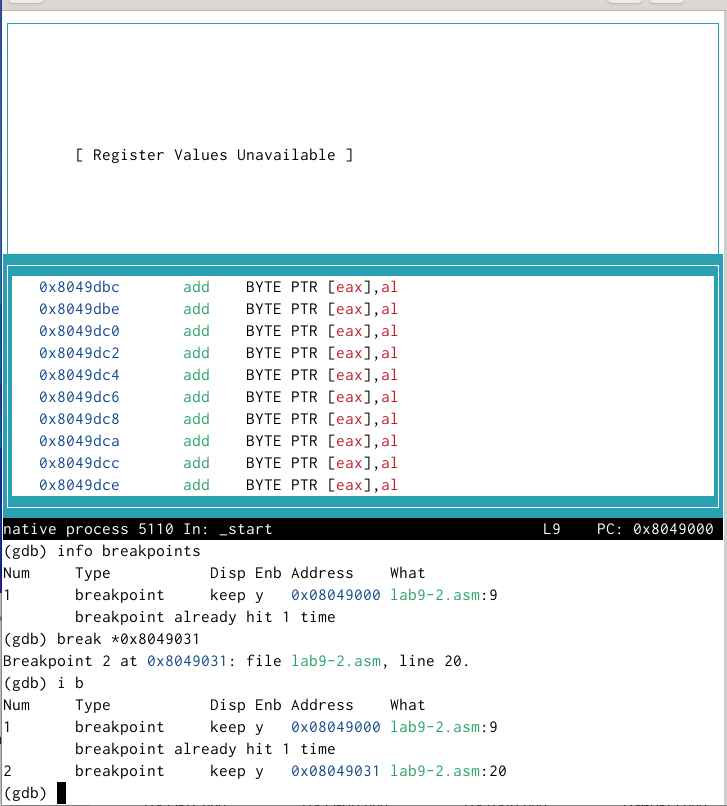 [ Register Values Unavailable ]
0x8049dbc add BYTE PTR [eax],al
0x8049dbe add BYTE PTR [eax],al
0x8049dc0 add BYTE PTR [eax],al
0x8049dc2 add BYTE PTR [eax],al
0x8049dc4 add BYTE PTR [eax],al
0x8049dc6 add BYTE PTR [eax],al
0x8049dc8 add BYTE PTR [eax],al
0x8049dca add BYTE PTR [eax],al
0x8049dcc add BYTE PTR [eax],al
0x8049dce add BYTE PTR [eax],al
native process 5110 In: _start L9 PC: 0x8049000
(gdb) info breakpoints
Num Type Disp Enb Address What
1 breakpoint keep y 0x08049000 lab9-2.asm:9
breakpoint already hit 1 time
(gdb) break *0x8049031
Breakpoint 2 at 0x8049031: file lab9-2.asm, line 20.
(gdb) i b
Num Type Disp Enb Address What
1 breakpoint keep y 0x08049000 lab9-2.asm:9
breakpoint already hit 1 time
2 breakpoint keep y 0x08049031 lab9-2.asm:20
(gdb)